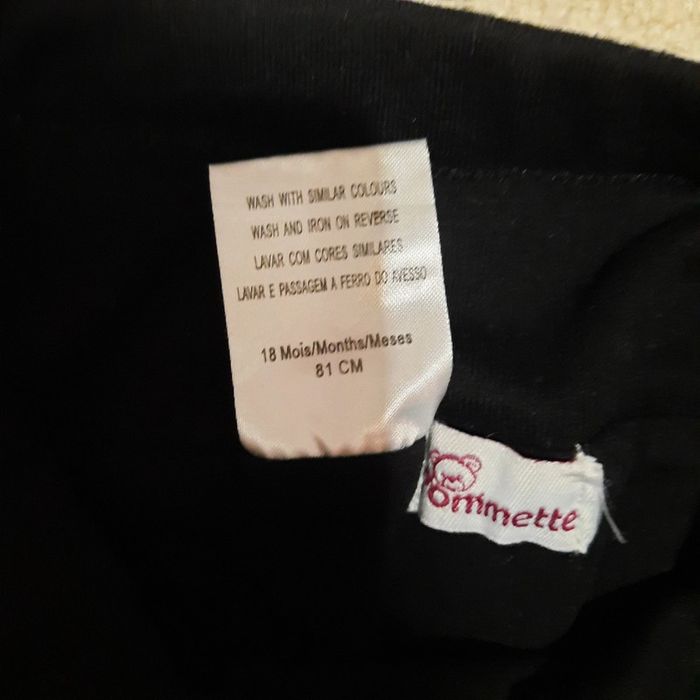 WASH WITH SIMILAR COLOURS
WASH AND IRON ON REVERSE
LAVAR COM CORES SIMILARES
LAVAR E PASSAGEM A FERRO DO AVESSO
18 Mois/Months/Meses
81 CM
ommette